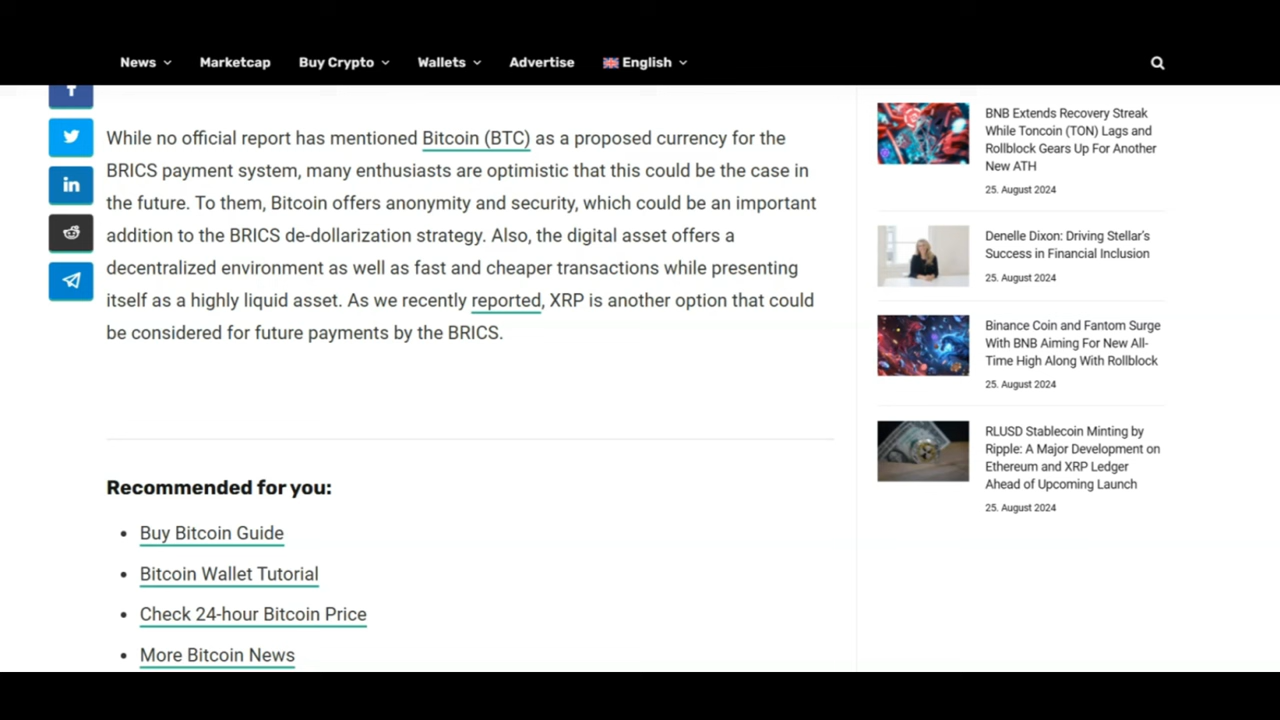 News
Marketcap
Buy Crypto
Wallets
Advertise
English
While no official report has mentioned Bitcoin (BTC) as a proposed currency for the
BRICS payment system, many enthusiasts are optimistic that this could be the case in
the future. To them, Bitcoin offers anonymity and security, which could be an important
addition to the BRICS de-dollarization strategy. Also, the digital asset offers a
decentralized environment as well as fast and cheaper transactions while presenting
itself as a highly liquid asset. As we recently reported, XRP is another option that could
be considered for future payments by the BRICS.
Recommended for you:
Buy Bitcoin Guide
Bitcoin Wallet Tutorial
Check 24-hour Bitcoin Price
More Bitcoin News
BNB Extends Recovery Streak
While Toncoin (TON) Lags and
Rollblock Gears Up For Another
New ATH
25. August 2024
Denelle Dixon: Driving Stellar's
Success in Financial Inclusion
25. August 2024
Binance Coin and Fantom Surge
With BNB Aiming For New All-
Time High Along With Rollblock
25. August 2024
RLUSD Stablecoin Minting by
Ripple: A Major Development on
Ethereum and XRP Ledger
Ahead of Upcoming Launch
25. August 2024